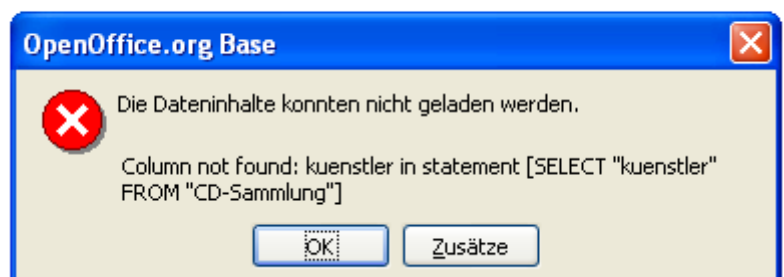 OpenOffice.org Base
Die Dateninhalte konnten nicht geladen werden.
Column not found: kuenstler in statement [SELECT "kuenstler"
FROM "CD-Sammlung"]
OK
Zusätze